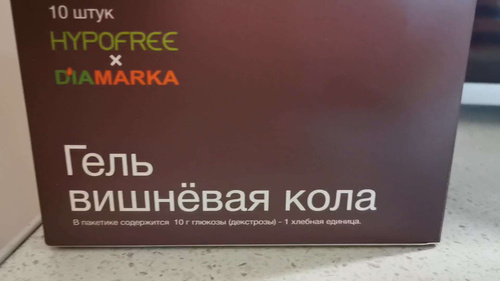 10 штук
HYPOFREE
×
DIAMARKA
Гель
вишнёвая кола
В пакетике содержится 10 г глюкозы (декстрозы) - 1 хлебная единица.